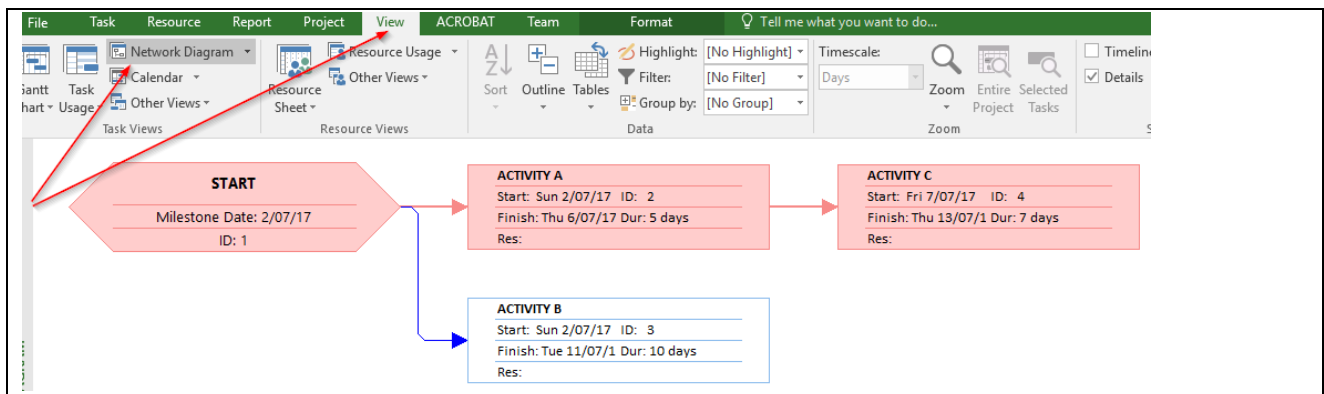 File Task Resource Report Project View ACROBAT Team Format Tell me what you want to do...
Network Diagram
Calendar
Other Views
Gantt Chart
Task Usage
Task Views
Resource Sheet
Resource Usage
Other Views
Resource Views
Sort
Outline
Tables
Highlight: [No Highlight]
Filter: [No Filter]
Group by: [No Group]
Data
Timescale:
Days
Zoom
Entire Project
Selected Tasks
Zoom
Details
START
Milestone Date: 2/07/17
ID: 1
ACTIVITY A
Start: Sun 2/07/17 ID: 2
Finish: Thu 6/07/17 Dur: 5 days
Res:
ACTIVITY C
Start: Fri 7/07/17 ID: 4
Finish: Thu 13/07/1 Dur: 7 days
Res:
ACTIVITY B
Start: Sun 2/07/17 ID: 3
Finish: Tue 11/07/1 Dur: 10 days
Res: